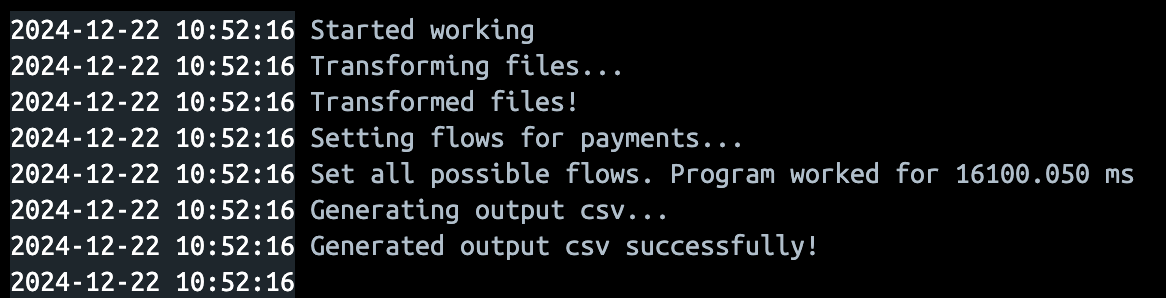 2024-12-22 10:52:16 Started working
2024-12-22 10:52:16 Transforming files...
2024-12-22 10:52:16 Transformed files!
2024-12-22 10:52:16 Setting flows for payments...
2024-12-22 10:52:16 Set all possible flows. Program worked for 16100.050 ms
2024-12-22 10:52:16 Generating output csv...
2024-12-22 10:52:16 Generated output csv successfully!
2024-12-22 10:52:16